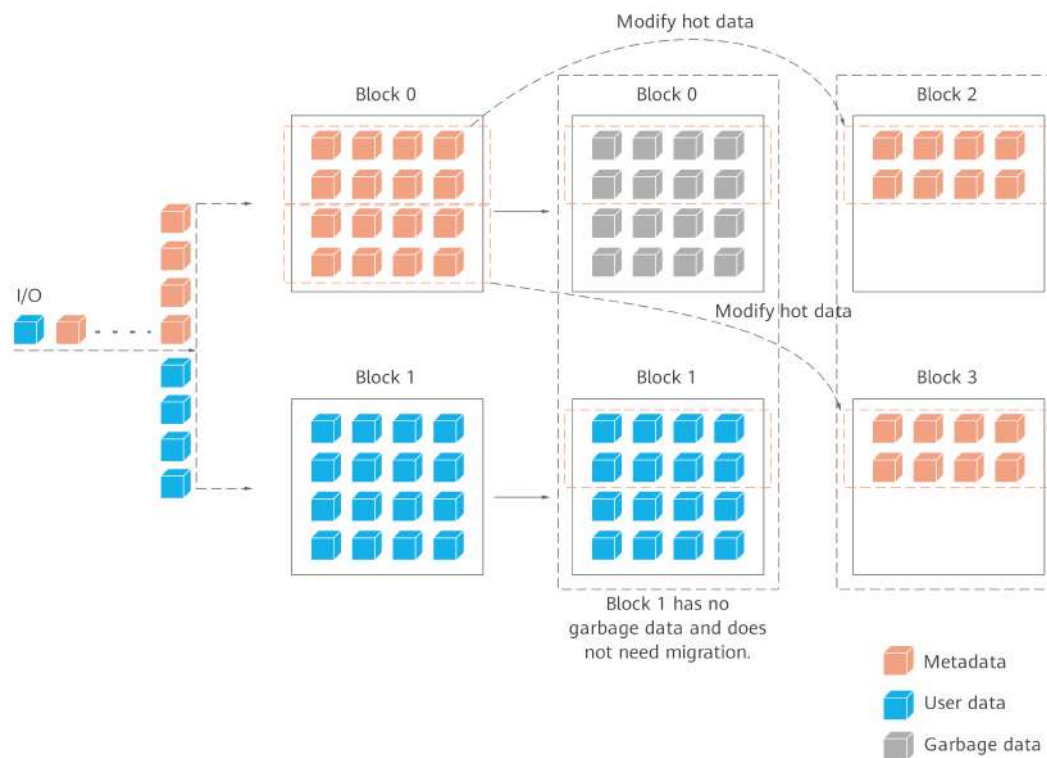 Modify hot data
Block 0
Block 0
Block 2
I/O
Modify hot data
Block 1
Block 1
Block 3
Block 1 has no
garbage data and does
not need migration.
Metadata
User data
Garbage data